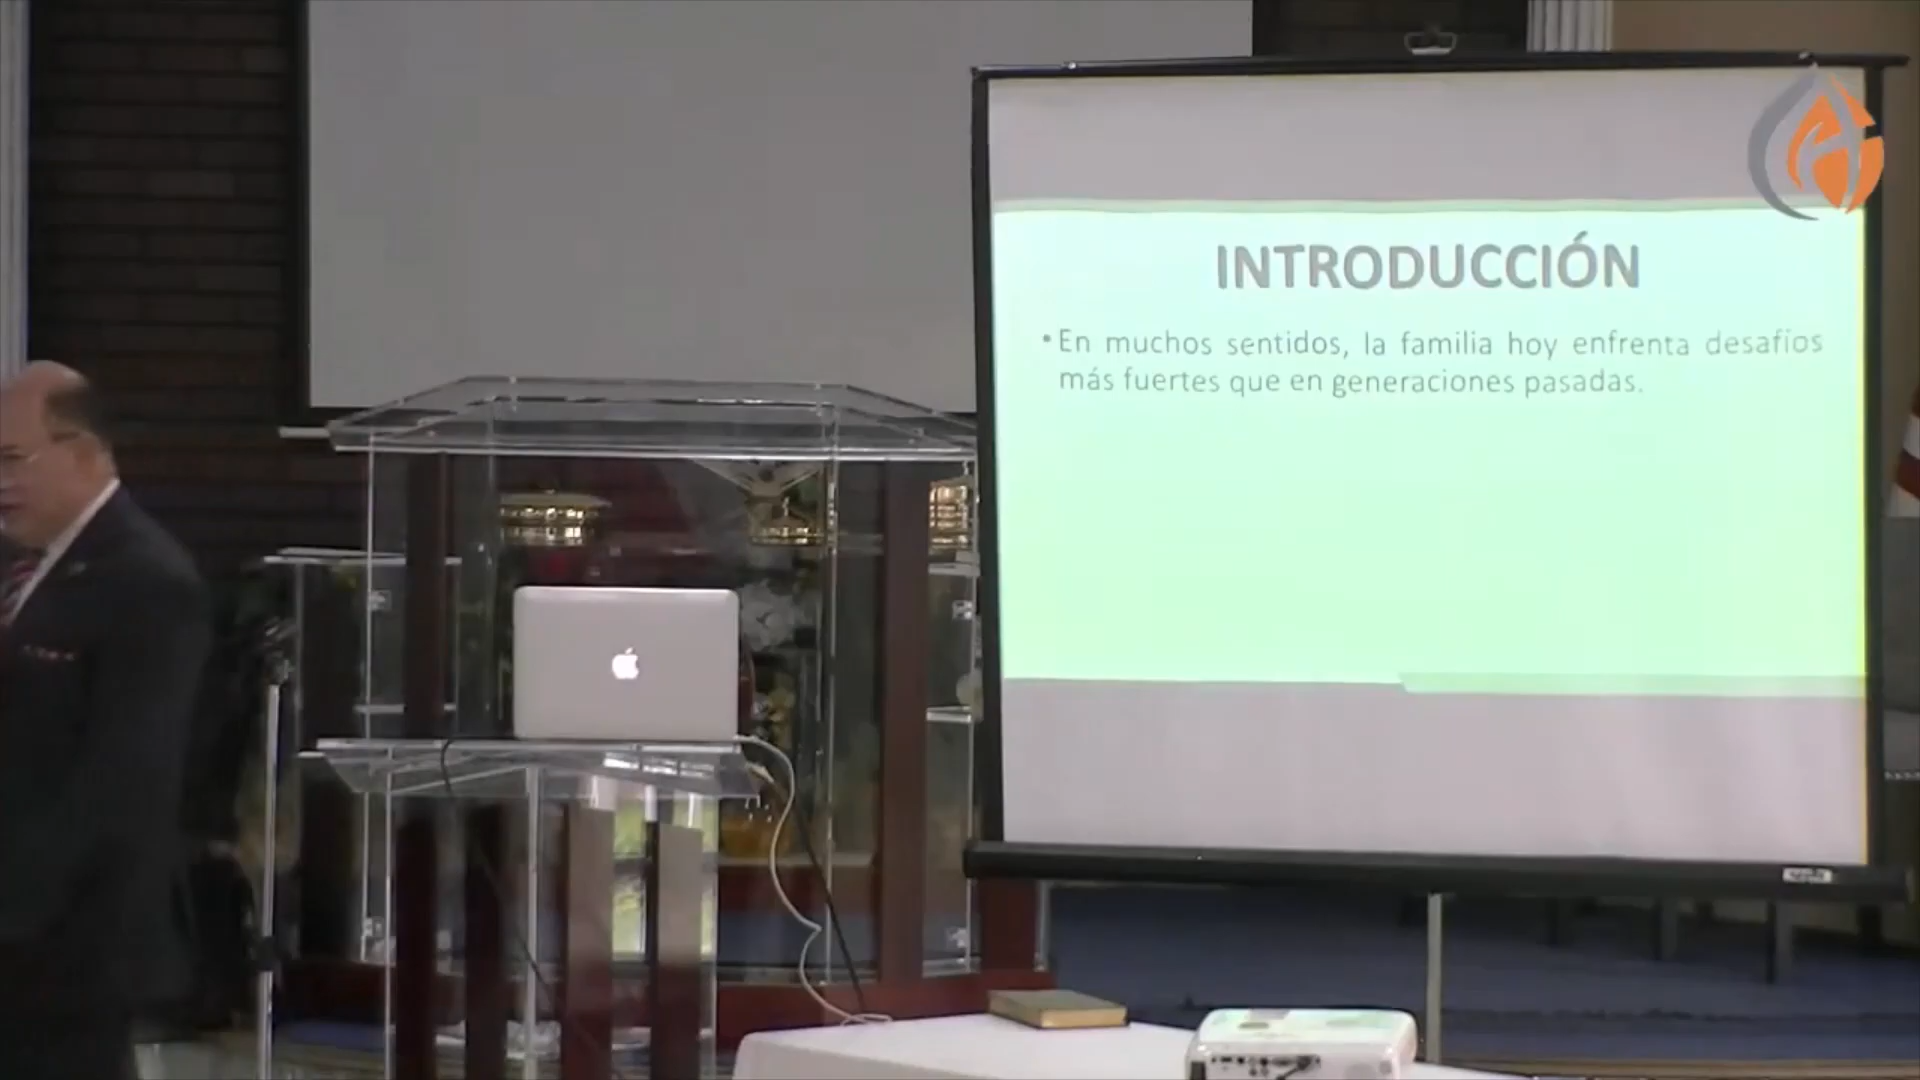 INTRODUCCIÓN
• En muchos sentidos, la familia hoy enfrenta desafíos
más fuertes que en generaciones pasadas.